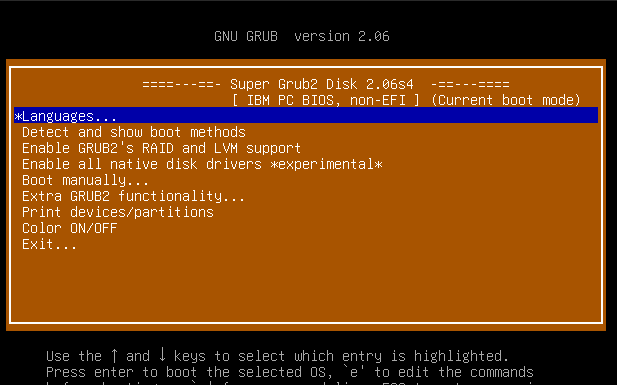 GNU GRUB version 2.06
====---==- Super Grub2 Disk 2.06s4 -==---====
[ IBM PC BIOS, non-EFI ] (Current boot mode)
*Languages...
Detect and show boot methods
Enable GRUB2's RAID and LVM support
Enable all native disk drivers *experimental*
Boot manually...
Extra GRUB2 functionality...
Print devices/partitions
Color ON/OFF
Exit...
Use the ↑ and ↓ keys to select which entry is highlighted.
Press enter to boot the selected OS, `e' to edit the commands